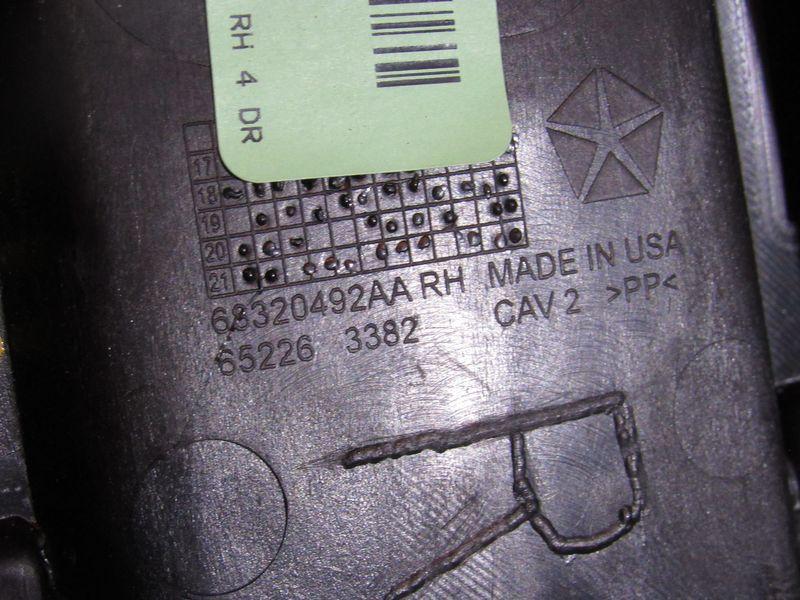 RH 4 DR
17
18
19
20
21
68320492AA RH MADE IN USA
65226 3382 CAV 2 >PP<
R